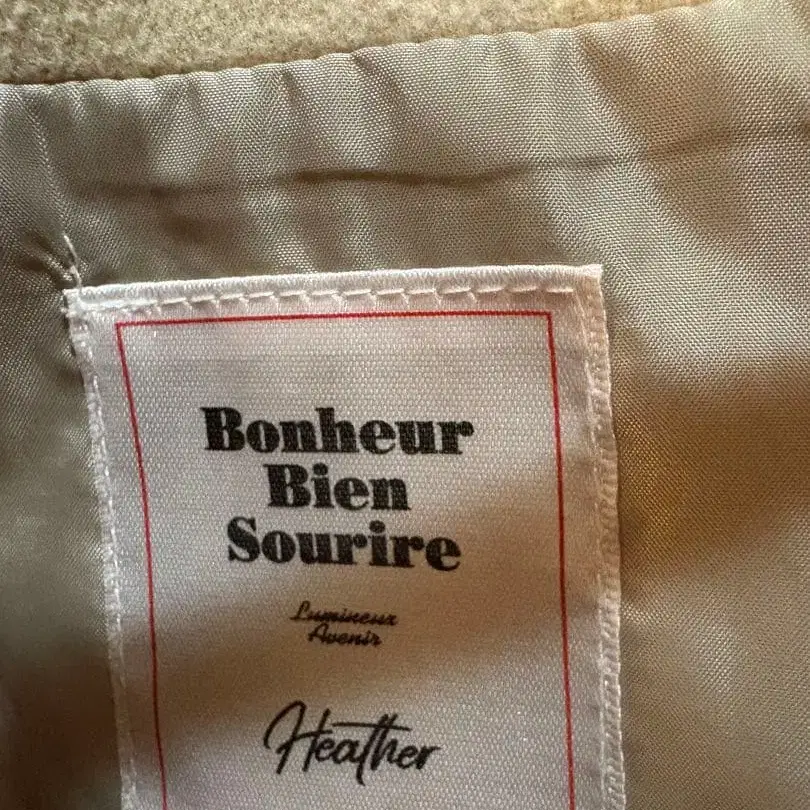 Bonheur
Bien
Sourire
Lumineux
Avenir
Heather